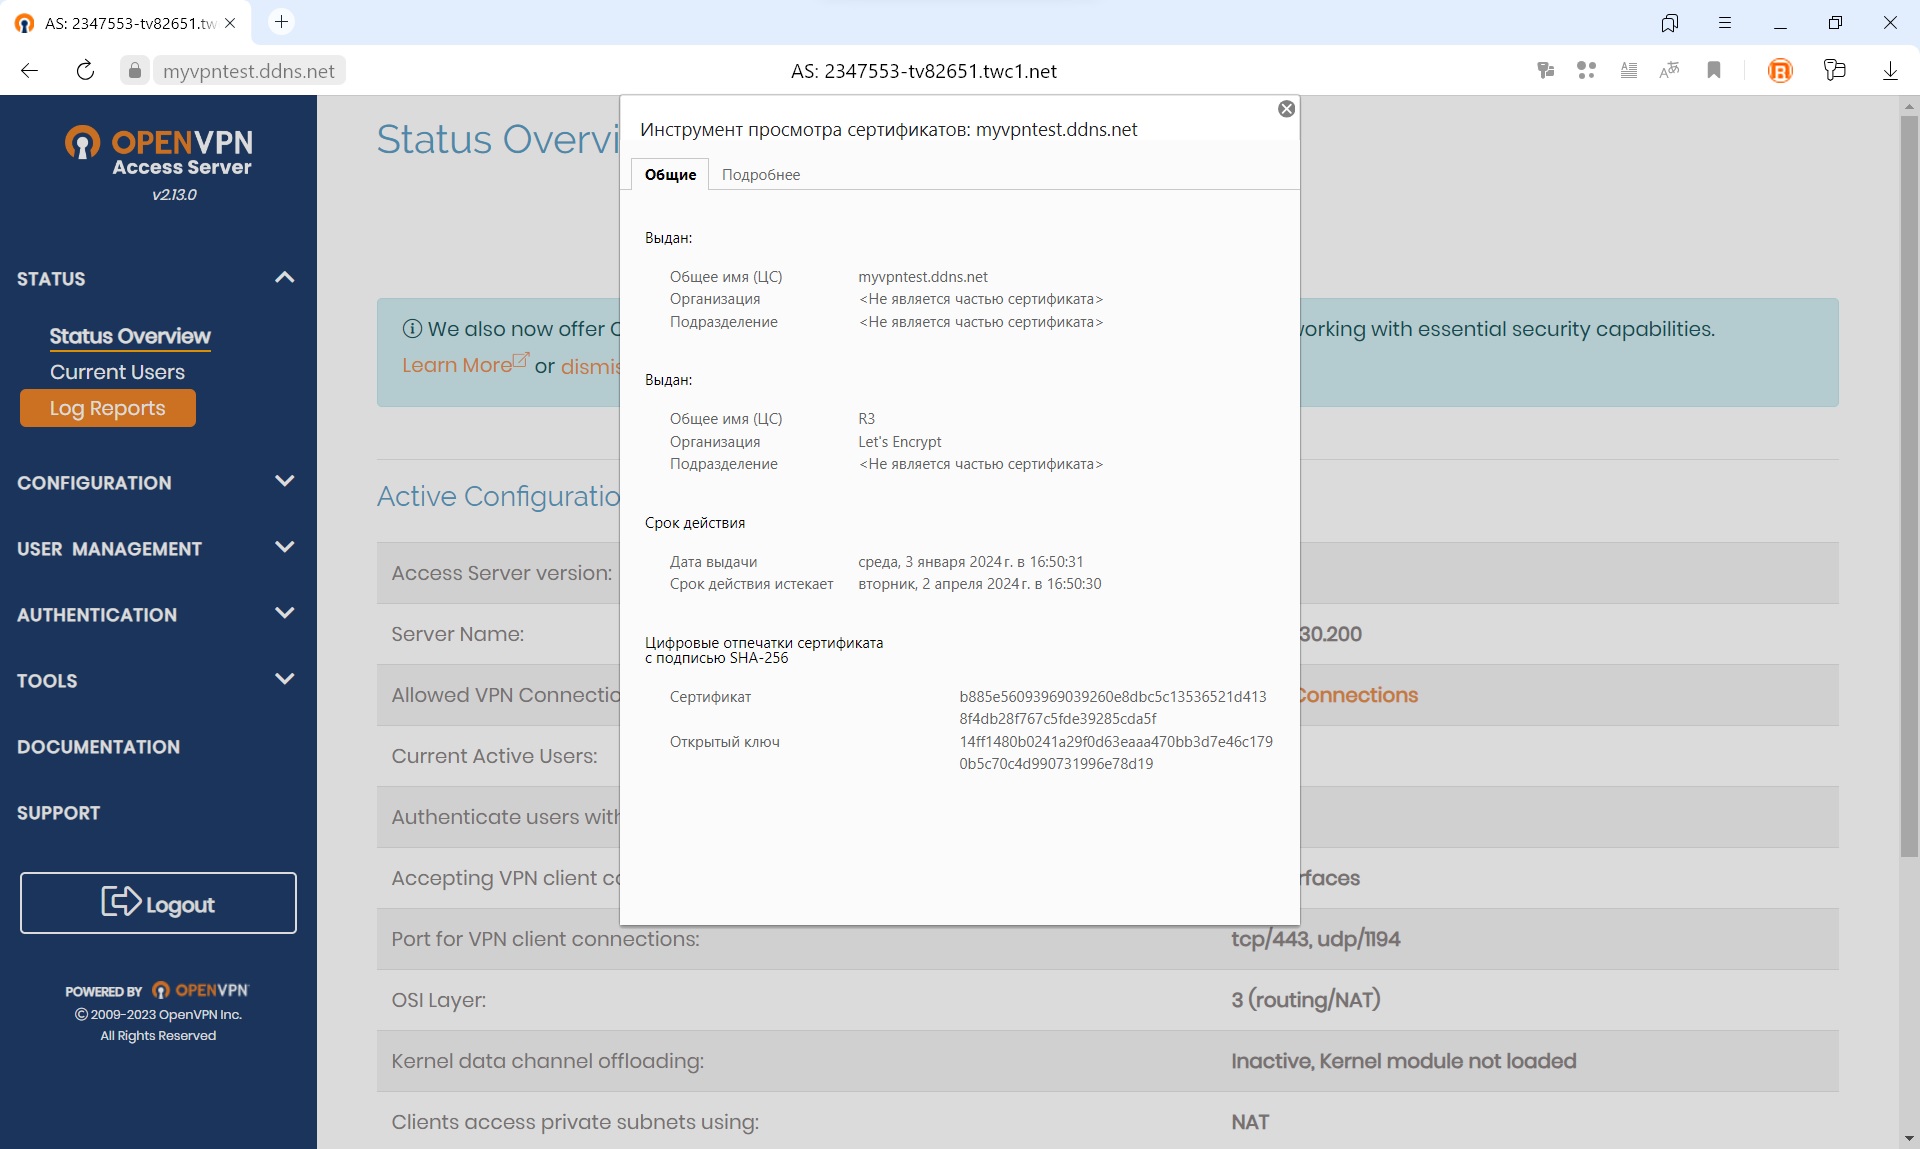 AS: 2347553-tv82651.tw
myvpntest.ddns.net
AS: 2347553-tv82651.twc1.net
OPENVPN
Access Server
v2.13.0
STATUS
Status Overview
Current Users
Log Reports
CONFIGURATION
USER MANAGEMENT
AUTHENTICATION
TOOLS
DOCUMENTATION
SUPPORT
Logout
POWERED BY OPENVPN
© 2009-2023 OpenVPN Inc.
All Rights Reserved
Status Overvi
We also now offer
orking with essential security capabilities.
Learn More or dismis
Active Configuratio
Access Server version:
Server Name:
30.200
Allowed VPN Connectio
Connections
Current Active Users:
Authenticate users with
Accepting VPN client co
rfaces
Port for VPN client connections:
tcp/443, udp/1194
OSI Layer:
3 (routing/NAT)
Kernel data channel offloading:
Inactive, Kernel module not loaded
Clients access private subnets using:
NAT
Инструмент просмотра сертификатов: myvpntest.ddns.net
Общие
Подробнее
Выдан:
Общее имя (ЦС) myvpntest.ddns.net
Организация <Не является частью сертификата>
Подразделение <Не является частью сертификата>
Выдан:
Общее имя (ЦС) R3
Организация Let's Encrypt
Подразделение <Не является частью сертификата>
Срок действия
Дата выдачи среда, 3 января 2024 г. в 16:50:31
Срок действия истекает вторник, 2 апреля 2024 г. в 16:50:30
Цифровые отпечатки сертификата
с подписью SHA-256
Сертификат b885e56093969039260e8dbc5c13536521d413
8f4db28f767c5fde39285cda5f
Открытый ключ 14ff1480b0241a29f0d63eaaa470bb3d7e46c179
0b5c70c4d990731996e78d19